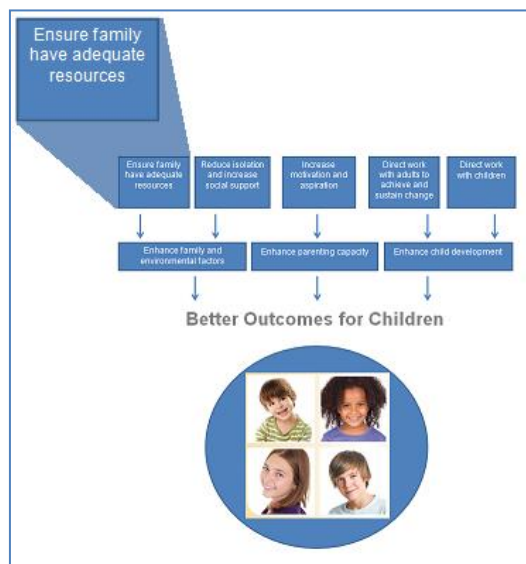 Ensure family
have adequate
resources
Ensure family
have adequate
resources
Reduce isolation
and increase
social support
Increase
motivation and
aspiration
Direct work
with adults to
achieve and
sustain change
Direct work
with children
Enhance family and
environmental factors
Enhance parenting capacity
Enhance child development
Better Outcomes for Children